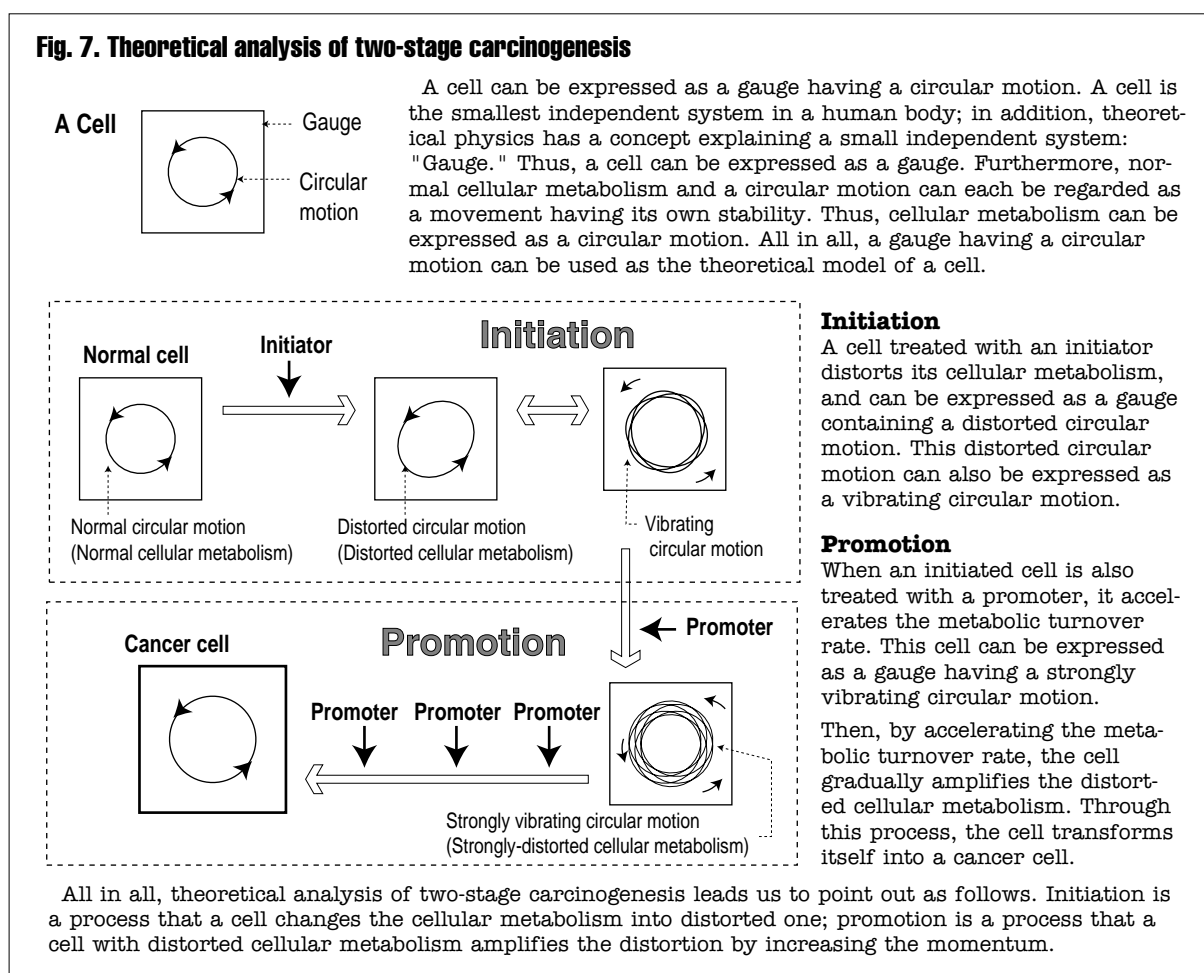 Fig. 7. Theoretical analysis of two-stage carcinogenesis
A Cell
Gauge
Circular
motion
A cell can be expressed as a gauge having a circular motion. A cell is
the smallest independent system in a human body; in addition, theoret-
ical physics has a concept explaining a small independent system:
"Gauge." Thus, a cell can be expressed as a gauge. Furthermore, nor-
mal cellular metabolism and a circular motion can each be regarded as
a movement having its own stability. Thus, cellular metabolism can be
expressed as a circular motion. All in all, a gauge having a circular
motion can be used as the theoretical model of a cell.
Initiation
Normal cell
Initiator
Normal circular motion
(Normal cellular metabolism)
Distorted circular motion
(Distorted cellular metabolism)
Vibrating
circular motion
Initiation
A cell treated with an initiator
distorts its cellular metabolism,
and can be expressed as a gauge
containing a distorted circular
motion. This distorted circular
motion can also be expressed as
a vibrating circular motion.
Promotion
Promoter
Cancer cell
Promoter Promoter Promoter
Strongly vibrating circular motion
(Strongly-distorted cellular metabolism)
Promotion
When an initiated cell is also
treated with a promoter, it accel-
erates the metabolic turnover
rate. This cell can be expressed
as a gauge having a strongly
vibrating circular motion.
Then, by accelerating the meta-
bolic turnover rate, the cell
gradually amplifies the distort-
ed cellular metabolism. Through
this process, the cell transforms
itself into a cancer cell.
All in all, theoretical analysis of two-stage carcinogenesis leads us to point out as follows. Initiation is
a process that a cell changes the cellular metabolism into distorted one; promotion is a process that a
cell with distorted cellular metabolism amplifies the distortion by increasing the momentum.